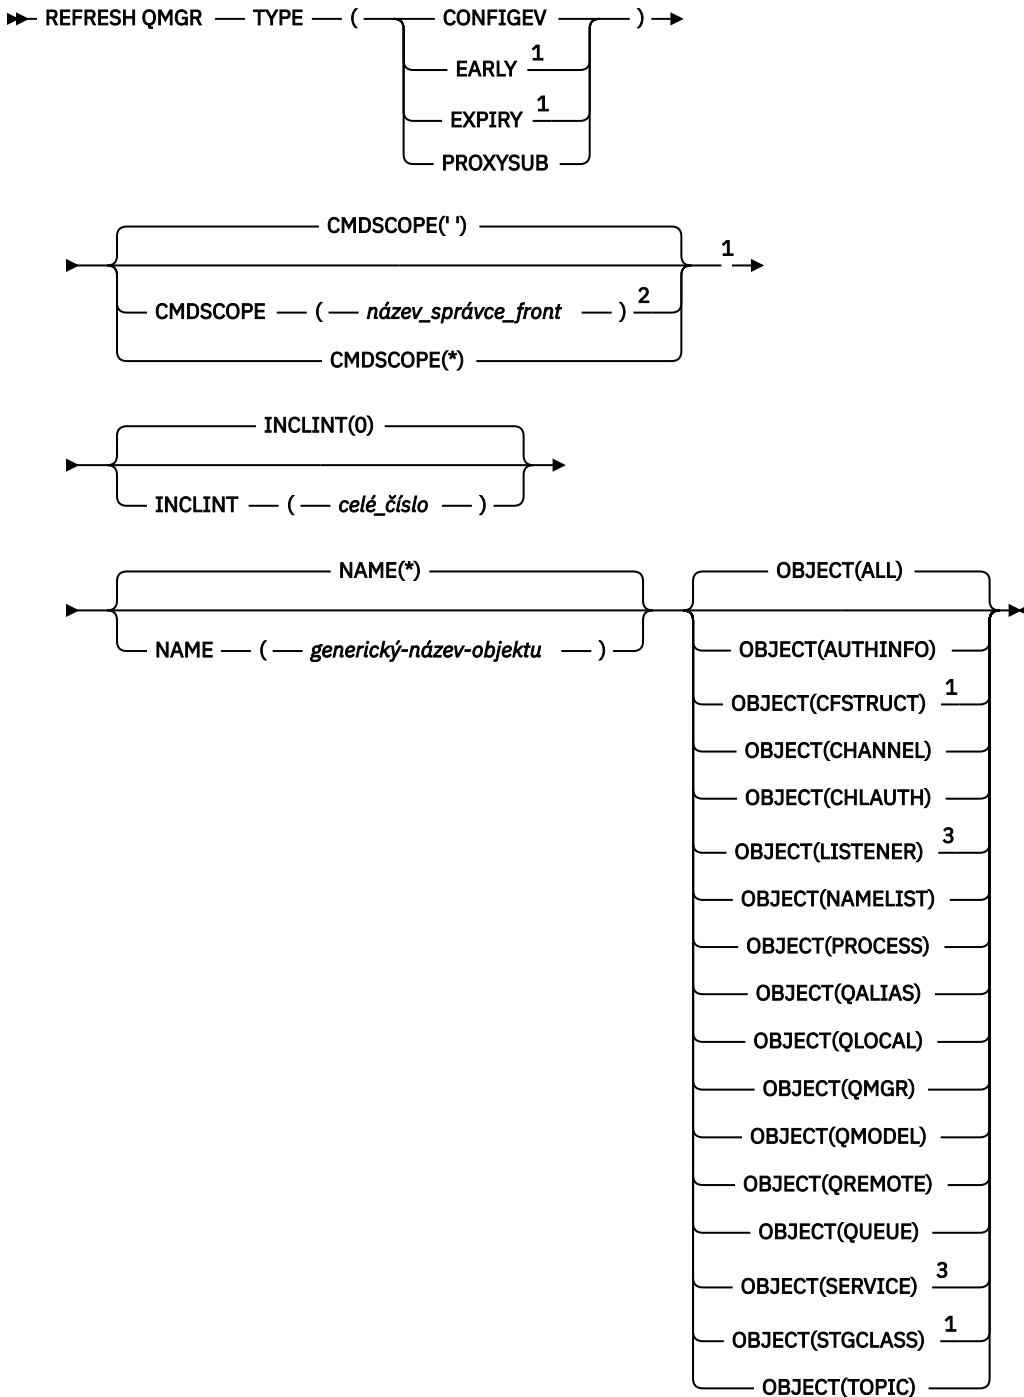 REFRESH QMGR TYPE ( CONFIGEV )
EARLY 1
EXPIRY 1
PROXYSUB
CMDSCOPE(' ')
1
CMDSCOPE ( název_správce_front ) 2
CMDSCOPE(*)
INCLINT(0)
INCLINT ( celé_číslo )
NAME(*) OBJECT(ALL)
NAME ( generický-název-objektu ) OBJECT(AUTHINFO)
OBJECT(CFSTRUCT) 1
OBJECT(CHANNEL)
OBJECT(CHLAUTH)
OBJECT(LISTENER) 3
OBJECT(NAMELIST)
OBJECT(PROCESS)
OBJECT(QALIAS)
OBJECT(QLOCAL)
OBJECT(QMGR)
OBJECT(QMODEL)
OBJECT(QREMOTE)
OBJECT(QUEUE)
OBJECT(SERVICE) 3
OBJECT(STGCLASS) 1
OBJECT(TOPIC)